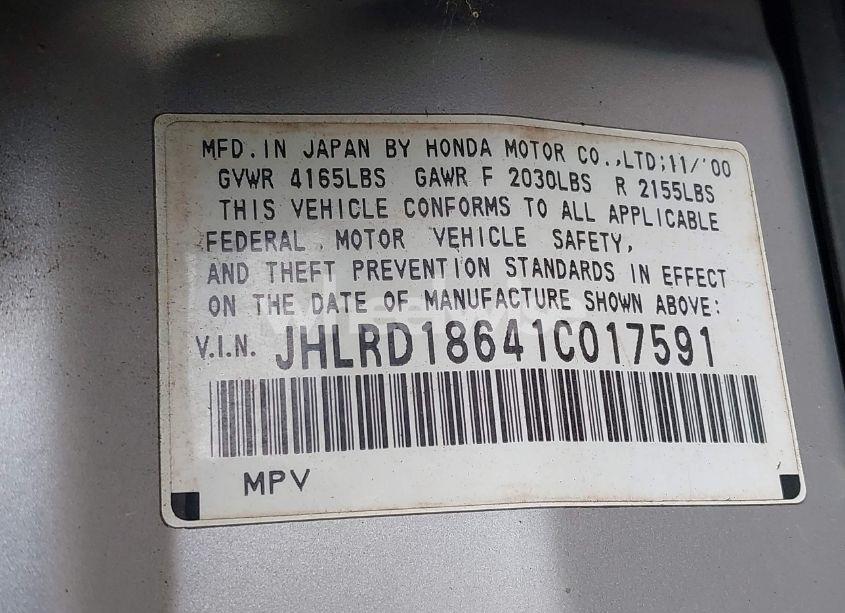 MFD. IN JAPAN BY HONDA MOTOR CO.,LTD;11/'00
GVWR 4165LBS GAWR F 2030LBS R 2155LBS
THIS VEHICLE CONFORMS TO ALL APPLICABLE
FEDERAL MOTOR VEHICLE SAFETY,
AND THEFT PREVENTION STANDARDS IN EFFECT
ON THE DATE OF MANUFACTURE SHOWN ABOVE:
V.I.N. JHLRD18641C017591
MPV